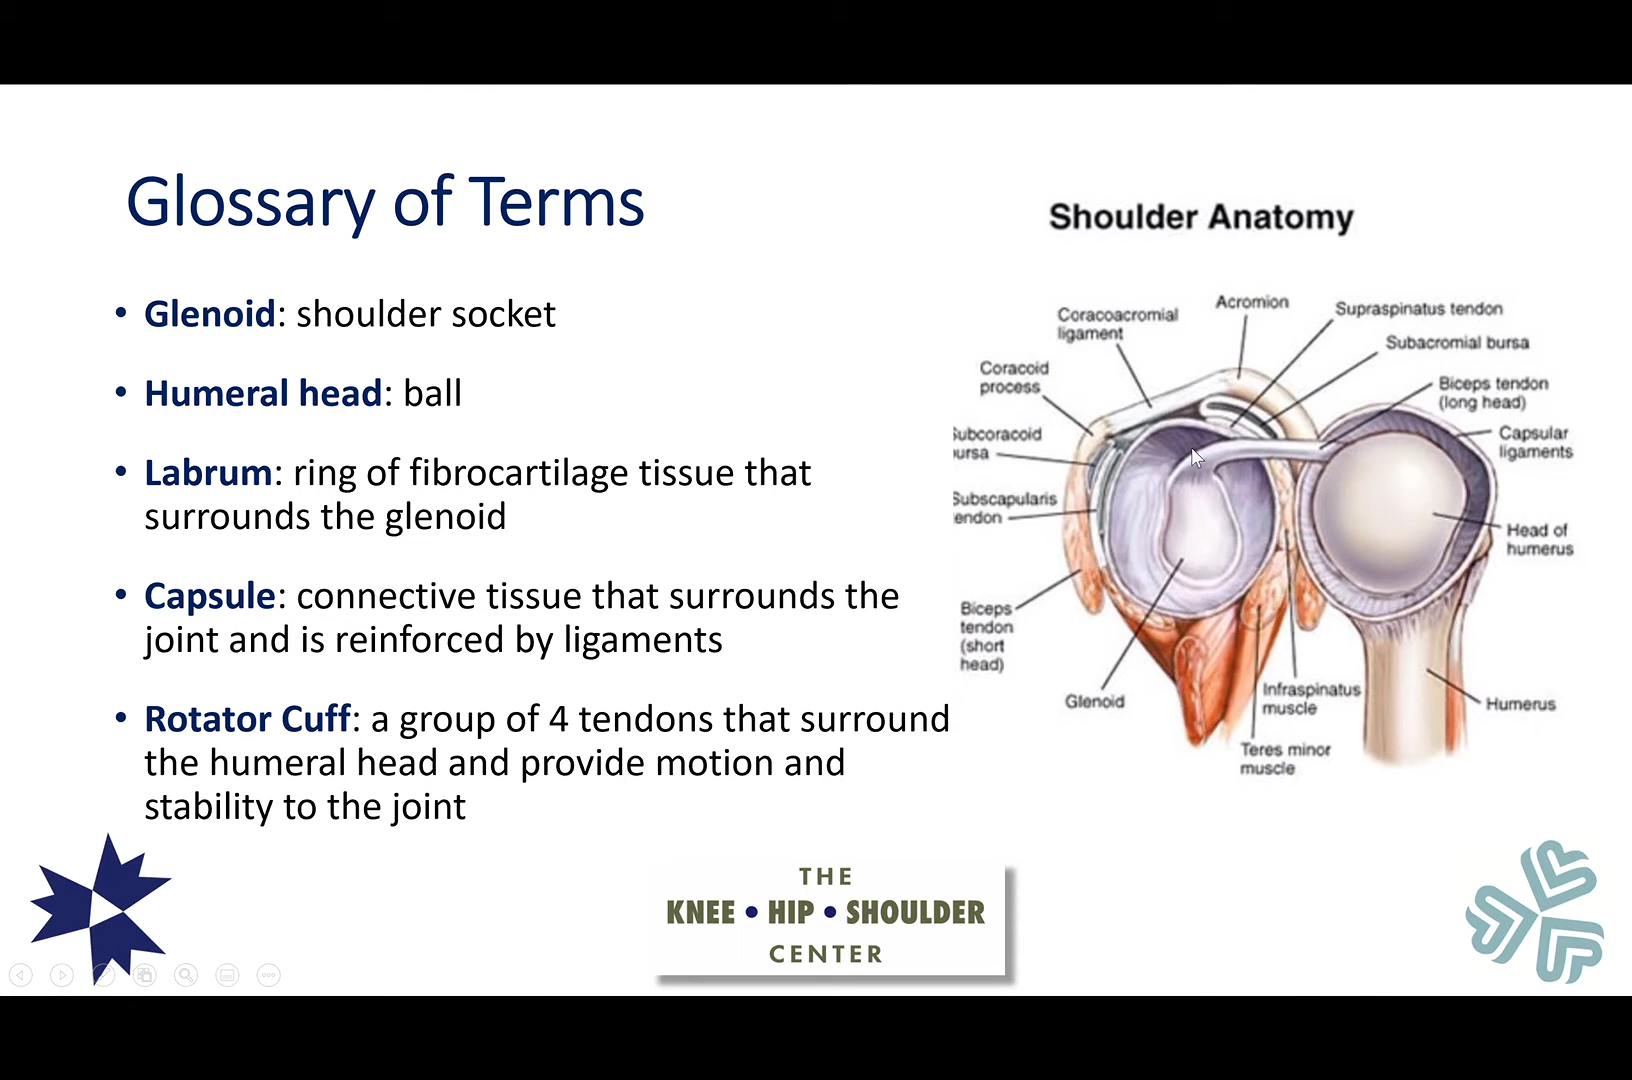 Glossary of Terms
• Glenoid: shoulder socket
• Humeral head: ball
• Labrum: ring of fibrocartilage tissue that
surrounds the glenoid
• Capsule: connective tissue that surrounds the
joint and is reinforced by ligaments
• Rotator Cuff: a group of 4 tendons that surround
the humeral head and provide motion and
stability to the joint
Shoulder Anatomy
Coracoacromial
ligament
Acromion
Supraspinatus tendon
Subacromial bursa
Coracoid
process
Biceps tendon
(long head)
Subcoracoid
ursa
Capsular
ligaments
Subscapularis
endon
Head of
humerus
Biceps
tendon
(short
head)
Glenoid
Infraspinatus
muscle
Humerus
Teres minor
muscle
THE
KNEE • HIP • SHOULDER
CENTER